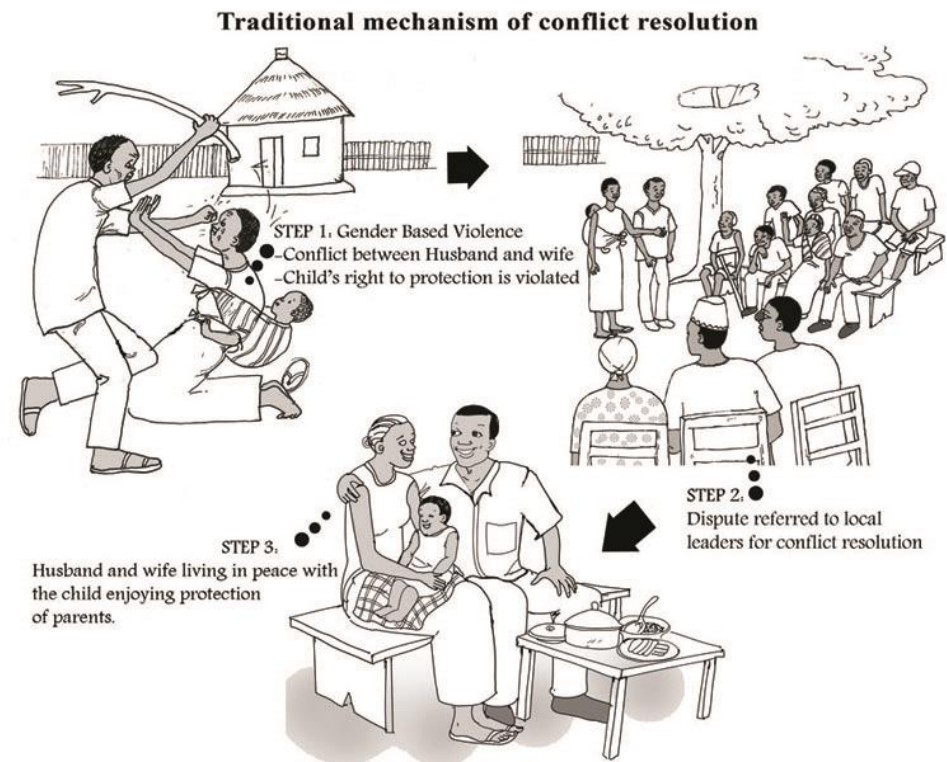 Traditional mechanism of conflict resolution
STEP 1: Gender Based Violence
-Conflict between Husband and wife
-Child's right to protection is violated
STEP 2:
Dispute referred to local
leaders for conflict resolution
STEP 3:
Husband and wife living in peace with
the child enjoying protection
of parents.